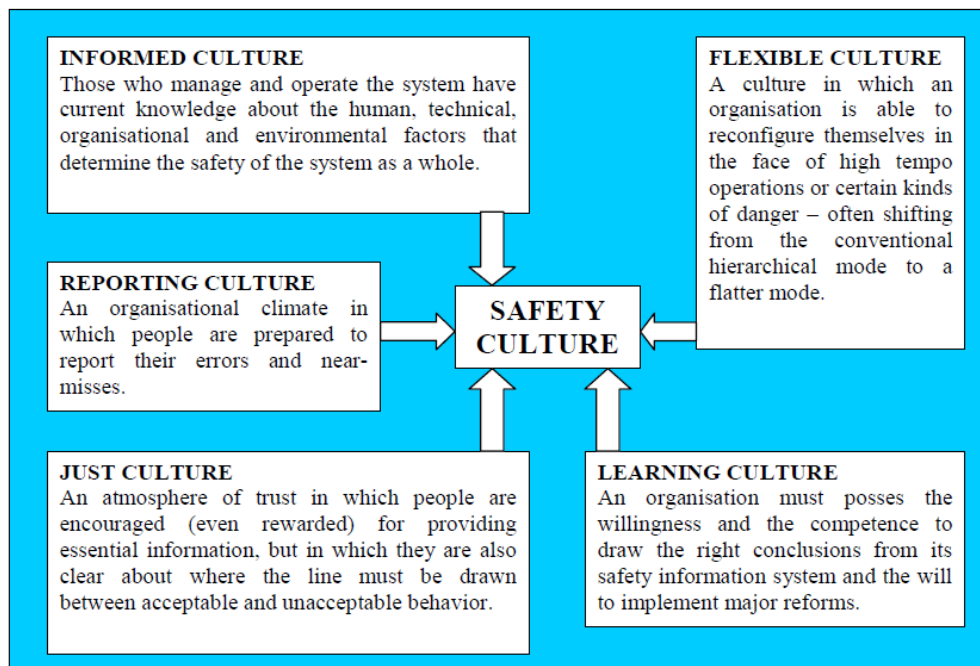 INFORMED CULTURE
Those who manage and operate the system have
current knowledge about the human, technical,
organisational and environmental factors that
determine the safety of the system as a whole.
FLEXIBLE CULTURE
A culture in which an
organisation is able to
reconfigure themselves in
the face of high tempo
operations or certain kinds
of danger – often shifting
from the conventional
hierarchical mode to a
flatter mode.
REPORTING CULTURE
An organisational climate in
which people are prepared to
report their errors and near-
misses.
SAFETY
CULTURE
JUST CULTURE
An atmosphere of trust in which people are
encouraged (even rewarded) for providing
essential information, but in which they are also
clear about where the line must be drawn
between acceptable and unacceptable behavior.
LEARNING CULTURE
An organisation must posses the
willingness and the competence to
draw the right conclusions from its
safety information system and the will
to implement major reforms.